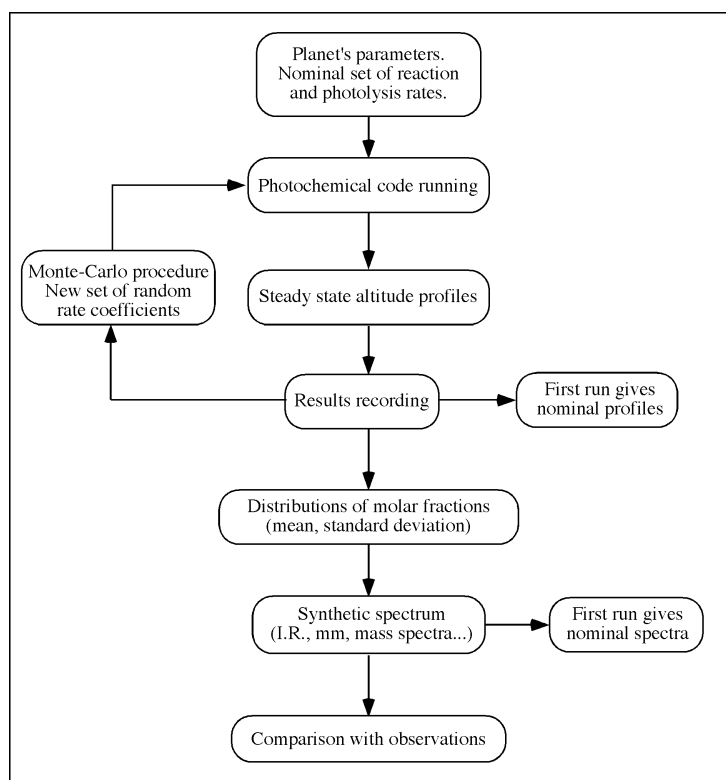 Planet's parameters.
Nominal set of reaction
and photolysis rates.
Photochemical code running
Monte-Carlo procedure
New set of random
rate coefficients
Steady state altitude profiles
Results recording
First run gives
nominal profiles
Distributions of molar fractions
(mean, standard deviation)
Synthetic spectrum
(I.R., mm, mass spectra...)
First run gives
nominal spectra
Comparison with observations